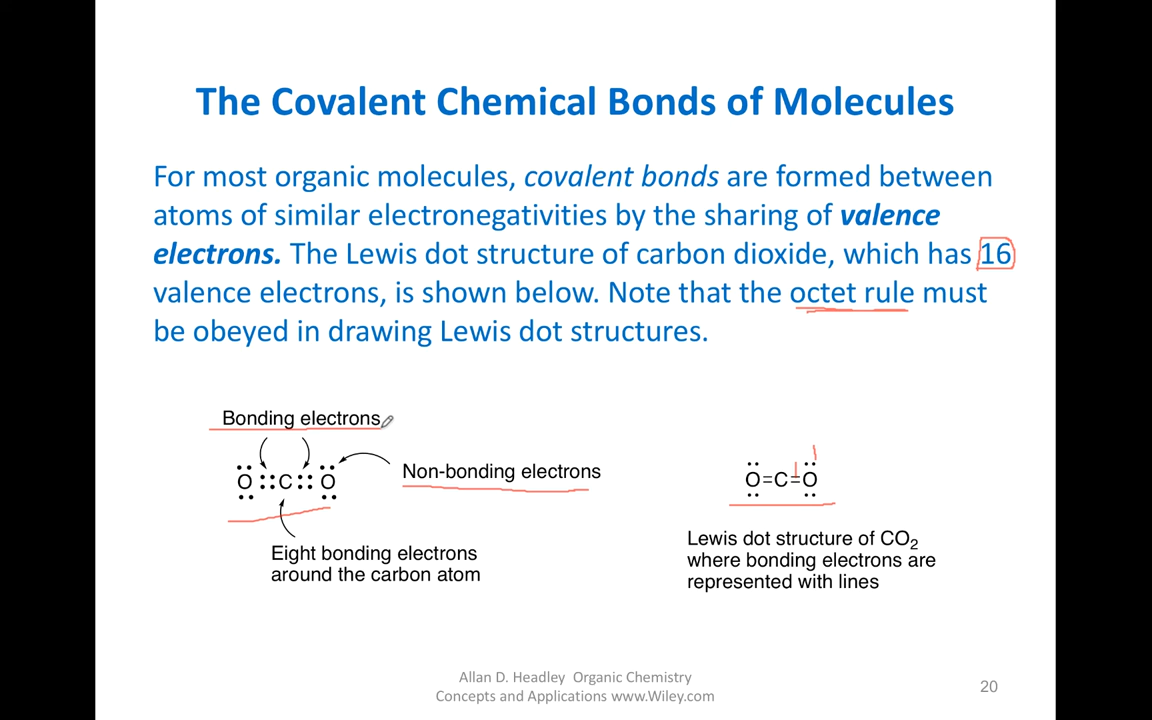 The Covalent Chemical Bonds of Molecules
For most organic molecules, covalent bonds are formed between
atoms of similar electronegativities by the sharing of valence
electrons. The Lewis dot structure of carbon dioxide, which has 16
valence electrons, is shown below. Note that the octet rule must
be obeyed in drawing Lewis dot structures.
Bonding electrons
O::C::O
Non-bonding electrons
Eight bonding electrons
around the carbon atom
O=C=O
Lewis dot structure of CO₂
where bonding electrons are
represented with lines
Allan D. Headley Organic Chemistry
Concepts and Applications www.Wiley.com
20